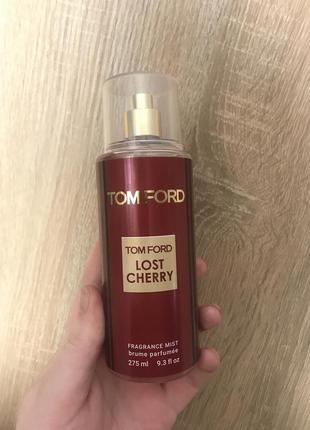 TOM FORD
TOM FORD
LOST
CHERRY
FRAGRANCE MIST
brume parfumée
275 ml 9.3 fl oz